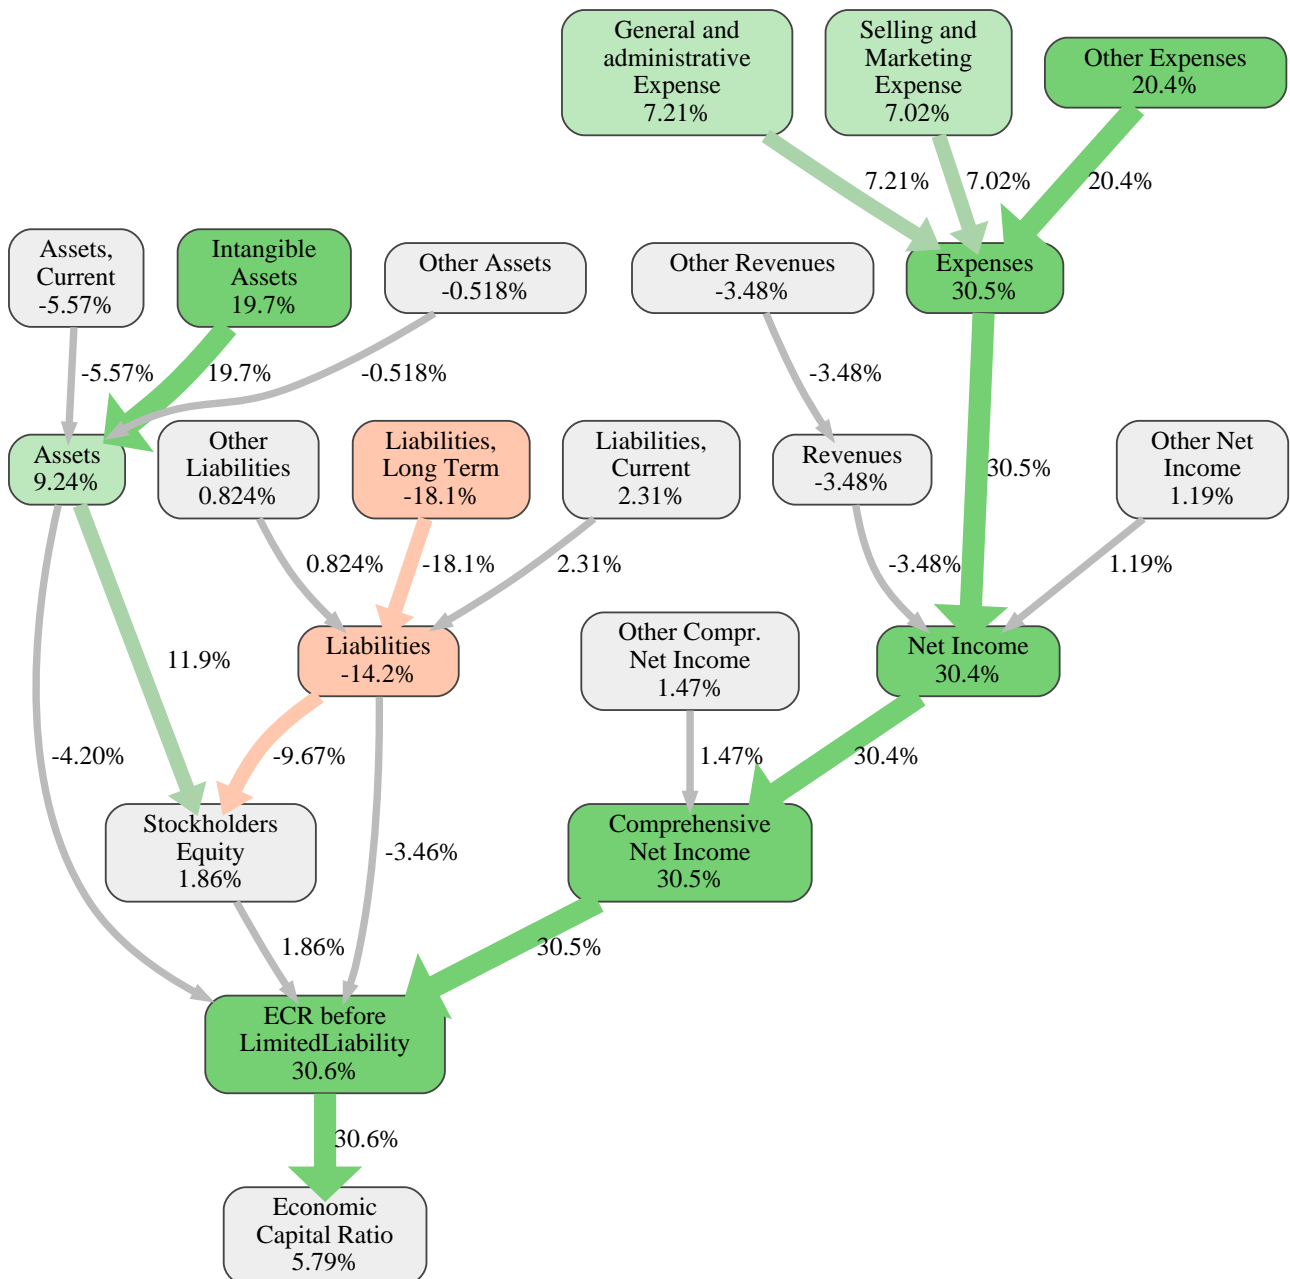 General and
administrative
Expense
7.21%
Selling and
Marketing
Expense
7.02%
Other Expenses
20.4%
7.21%
7.02%
20.4%
Assets,
Current
-5.57%
Intangible
Assets
19.7%
Other Assets
-0.518%
Other Revenues
-3.48%
Expenses
30.5%
-5.57%
19.7%
-0.518%
-3.48%
30.5%
Assets
9.24%
Other
Liabilities
0.824%
Liabilities,
Long Term
-18.1%
Liabilities,
Current
2.31%
Revenues
-3.48%
Other Net
Income
1.19%
0.824%
-18.1%
2.31%
-3.48%
1.19%
11.9%
Liabilities
-14.2%
Other Compr.
Net Income
1.47%
Net Income
30.4%
-4.20%
-9.67%
1.47%
30.4%
Stockholders
Equity
1.86%
-3.46%
Comprehensive
Net Income
30.5%
1.86%
30.5%
ECR before
LimitedLiability
30.6%
30.6%
Economic
Capital Ratio
5.79%